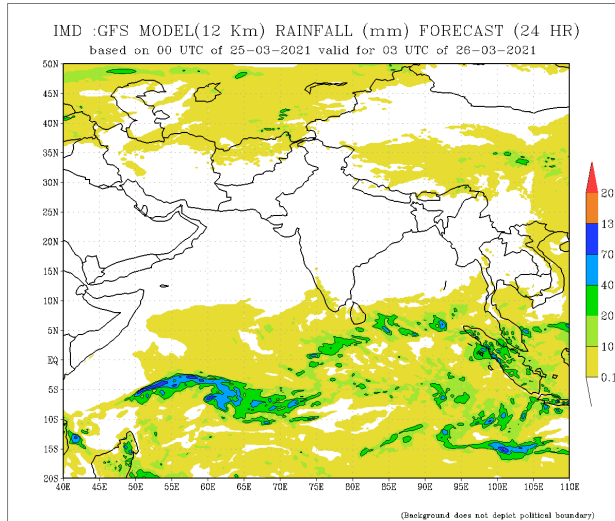 IMD :GFS MODEL(12 Km) RAINFALL (mm) FORECAST (24 HR)
based on 00 UTC of 25-03-2021 valid for 03 UTC of 26-03-2021
50N
45N
40N
35N
30N
25N
20N
15N
10N
5N
EQ
5S
10S
15S
20S
40E 45E 50E 55E 60E 65E 70E 75E 80E 85E 90E 95E 100E 105E 110E
20
13
70
40
20
10
0.1
(Background does not depict political boundary)